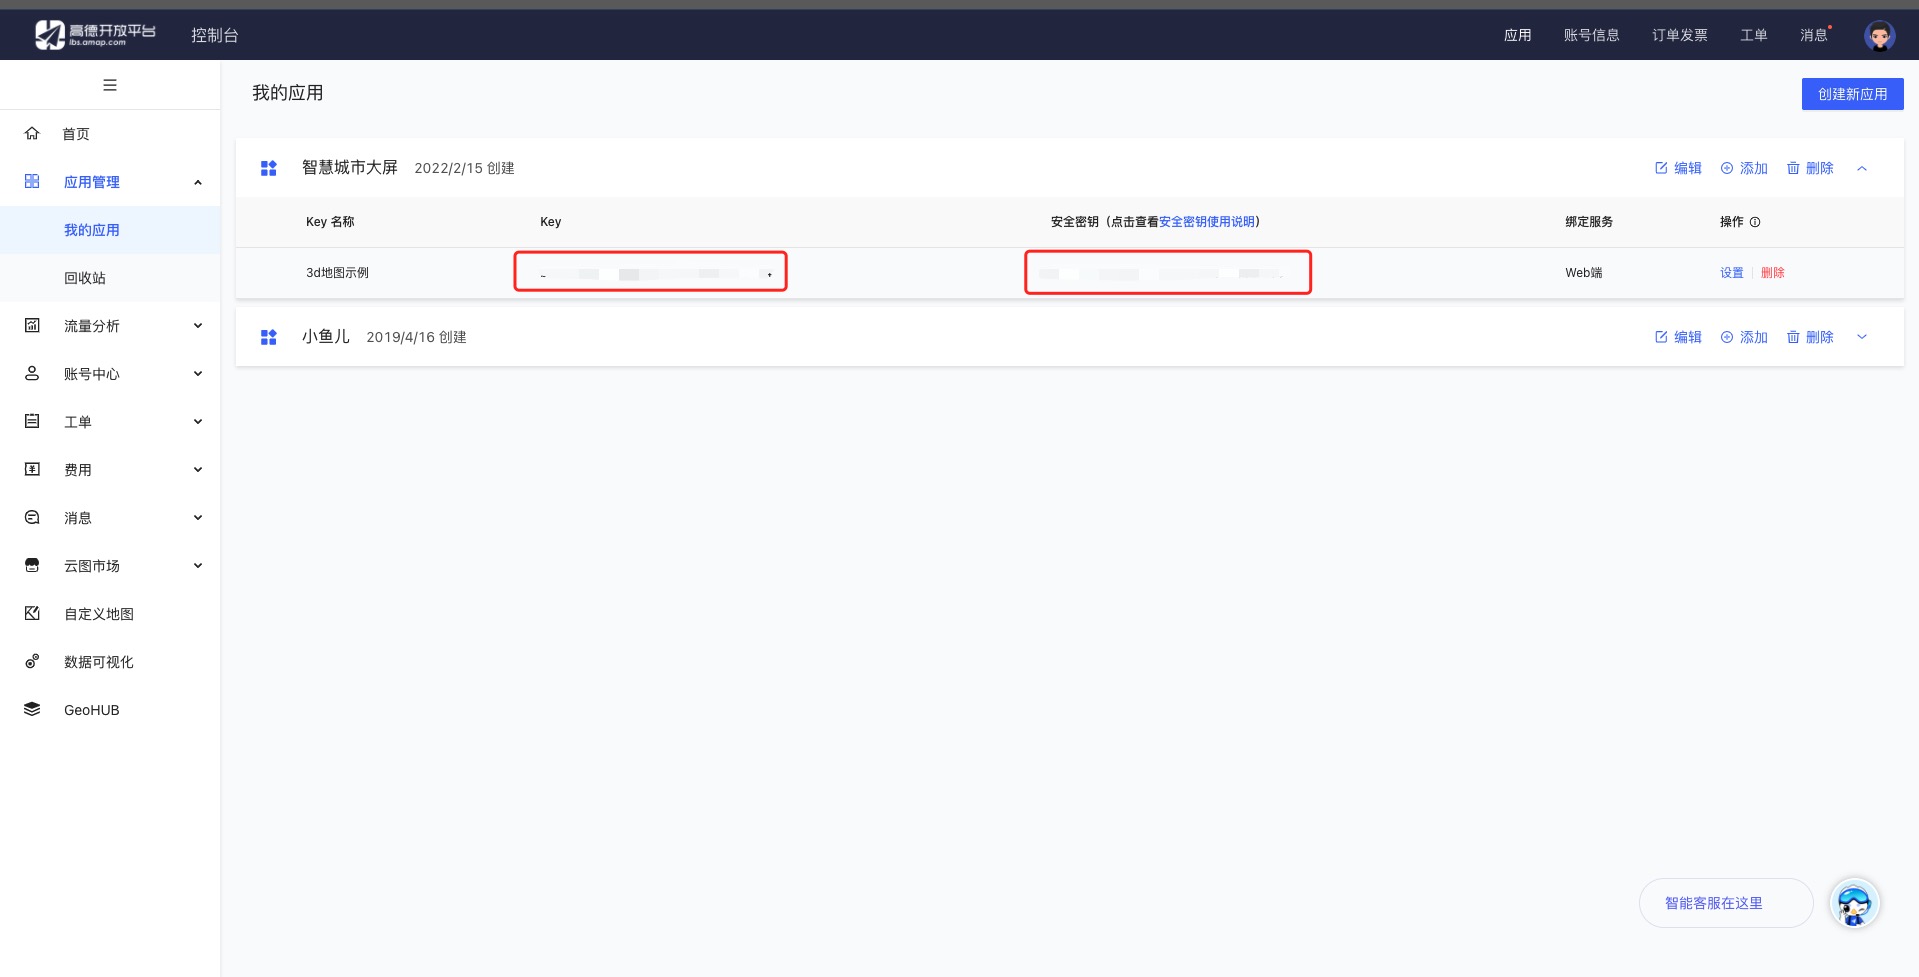 高德开放平台
lbs.amap.com
控制台
应用
账号信息
订单发票
工单
消息
首页
应用管理
我的应用
回收站
流量分析
账号中心
工单
费用
消息
云图市场
自定义地图
数据可视化
GeoHUB
我的应用
创建新应用
智慧城市大屏 2022/2/15 创建
编辑 添加 删除
Key 名称 Key 安全密钥（点击查看安全密钥使用说明） 绑定服务 操作
3d地图示例 Web端 设置 删除
小鱼儿 2019/4/16 创建
编辑 添加 删除
智能客服在这里